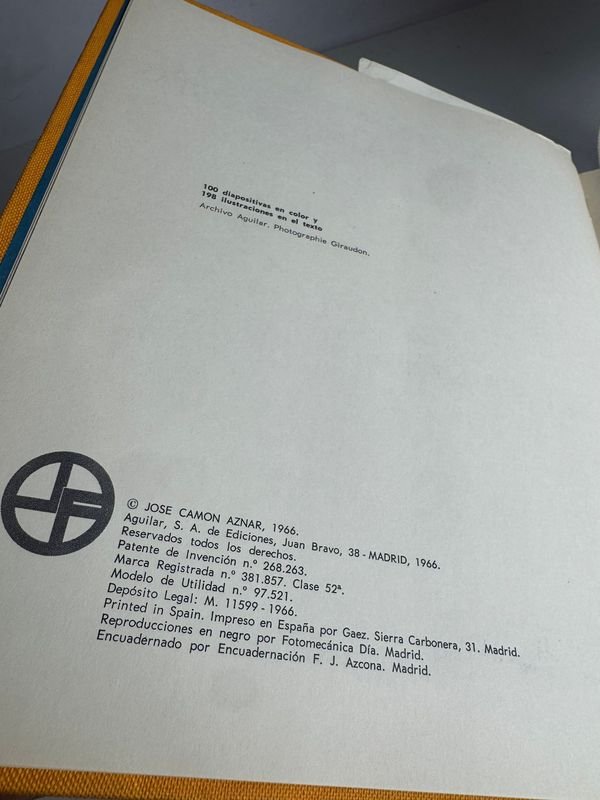 100 diapositivas en color y
198 ilustraciones en el texto
Archivo Aguilar. Photographie Giraudon.
© JOSE CAMON AZNAR, 1966.
Aguilar, S. A. de Ediciones, Juan Bravo, 38 - MADRID, 1966.
Reservados todos los derechos.
Patente de Invención n.º 268.263.
Marca Registrada n.º 381.857. Clase 52ª.
Modelo de Utilidad n.º 97.521.
Depósito Legal: M. 11599 - 1966.
Printed in Spain. Impreso en España por Gaez. Sierra Carbonera, 31. Madrid.
Reproducciones en negro por Fotomecánica Día. Madrid.
Encuadernado por Encuadernación F. J. Azcona. Madrid.